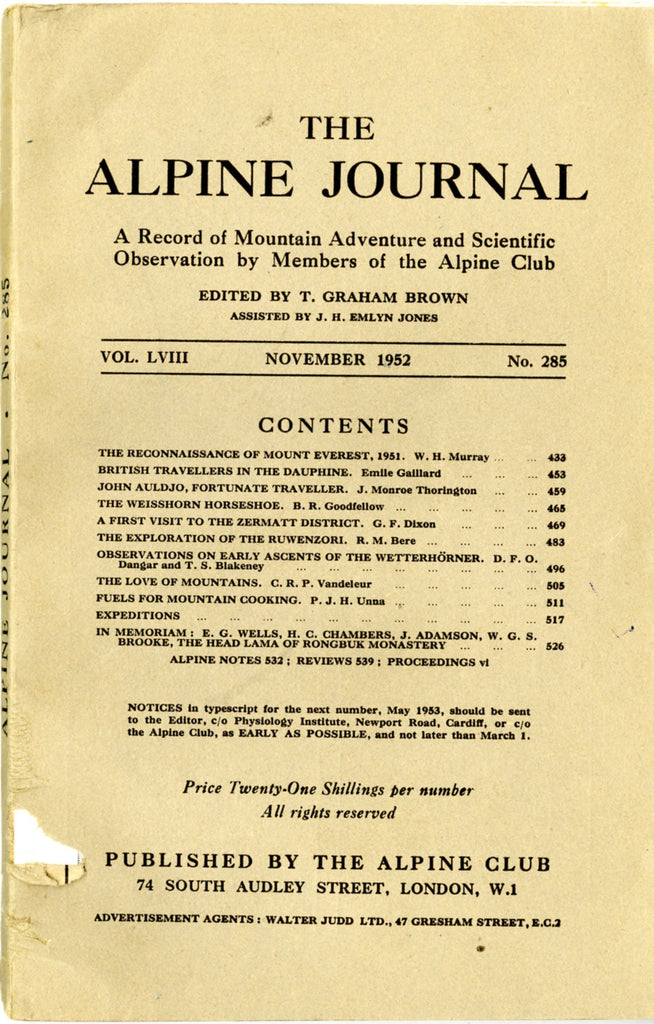 THE
ALPINE JOURNAL
A Record of Mountain Adventure and Scientific
Observation by Members of the Alpine Club
EDITED BY T. GRAHAM BROWN
ASSISTED BY J. H. EMLYN JONES
VOL. LVIII NOVEMBER 1952 No. 285
CONTENTS
THE RECONNAISSANCE OF MOUNT EVEREST, 1951. W. H. Murray ... ... 433
BRITISH TRAVELLERS IN THE DAUPHINE. Emile Gaillard ... ... ... 453
JOHN AULDJO, FORTUNATE TRAVELLER. J. Monroe Thorington ... ... 459
THE WEISSHORN HORSESHOE. B. R. Goodfellow ... ... ... ... ... 465
A FIRST VISIT TO THE ZERMATT DISTRICT. G. F. Dixon ... ... ... 469
THE EXPLORATION OF THE RUWENZORI. R. M. Bere ... ... ... ... 483
OBSERVATIONS ON EARLY ASCENTS OF THE WETTERHÖRNER. D. F. O.
Dangar and T. S. Blakeney ... ... ... ... ... ... ... ... 496
THE LOVE OF MOUNTAINS. C. R. P. Vandeleur ... ... ... ... ... 505
FUELS FOR MOUNTAIN COOKING. P. J. H. Unna ... ... ... ... ... 511
EXPEDITIONS ... ... ... ... ... ... ... ... ... ... ... 517
IN MEMORIAM : E. G. WELLS, H. C. CHAMBERS, J. ADAMSON, W. G. S.
BROOKE, THE HEAD LAMA OF RONGBUK MONASTERY ... ... ... 526
ALPINE NOTES 532 ; REVIEWS 539 ; PROCEEDINGS vi
NOTICES in typescript for the next number, May 1953, should be sent
to the Editor, c/o Physiology Institute, Newport Road, Cardiff, or c/o
the Alpine Club, as EARLY AS POSSIBLE, and not later than March 1.
Price Twenty-One Shillings per number
All rights reserved
PUBLISHED BY THE ALPINE CLUB
74 SOUTH AUDLEY STREET, LONDON, W.1
ADVERTISEMENT AGENTS : WALTER JUDD LTD., 47 GRESHAM STREET, E.C.2
ALPINE JOURNAL • No. 285